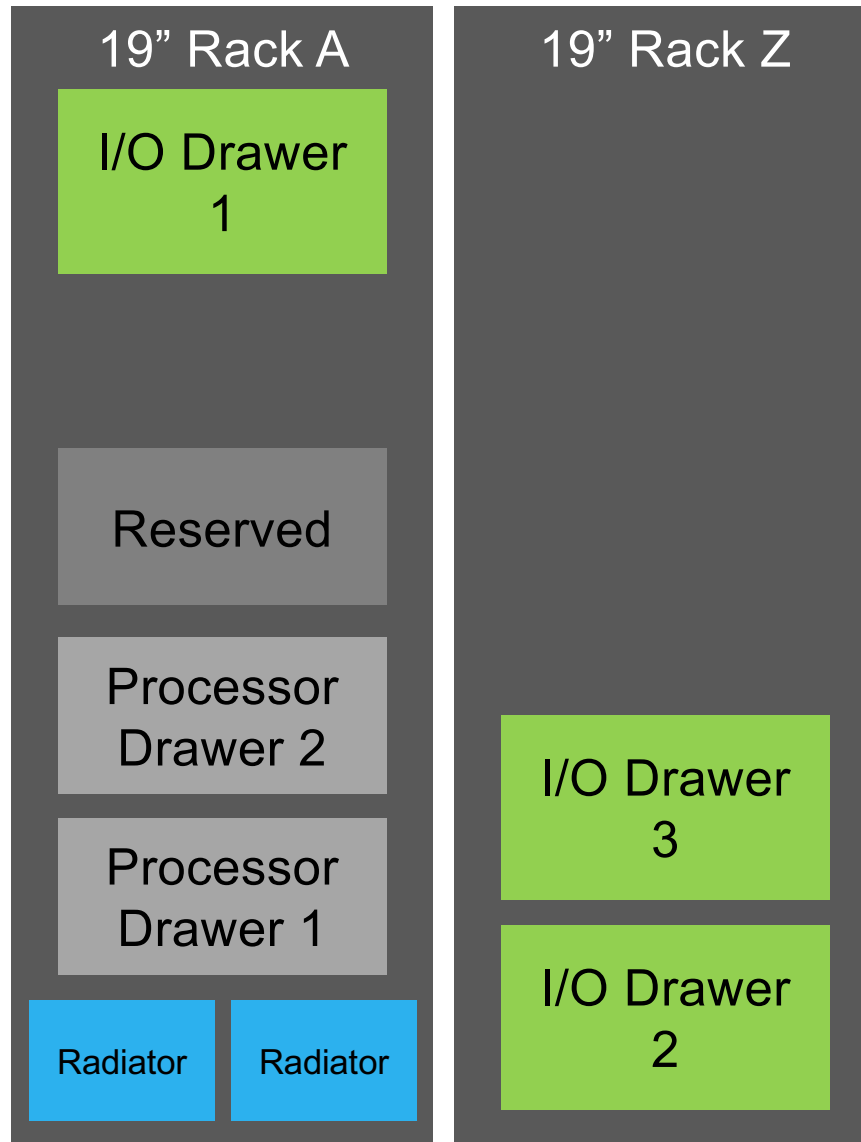 19” Rack A
I/O Drawer
1
Reserved
Processor
Drawer 2
Processor
Drawer 1
Radiator
Radiator
19” Rack Z
I/O Drawer
3
I/O Drawer
2